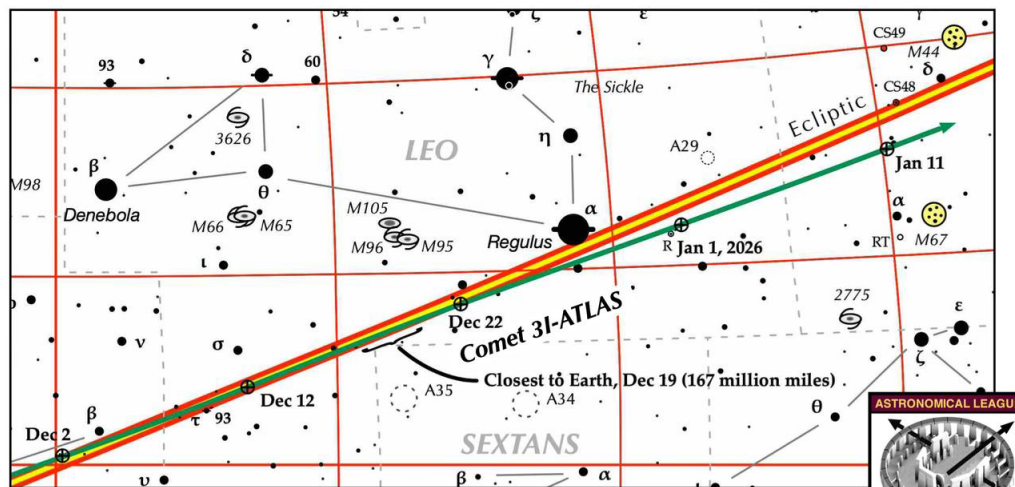 54
ζ
ε
γ
CS49
M44
93
δ
60
γ
The Sickle
CS48
δ
3626
LEO
η
A29
Ecliptic
Jan 11
β
θ
M98
Denebola
M66
M65
M105
M96
M95
α
Regulus
R
Jan 1, 2026
α
RT
M67
ι
Dec 22
Comet 3I-ATLAS
2775
ε
ν
σ
ζ
Closest to Earth, Dec 19 (167 million miles)
Dec 12
A35
A34
τ
93
β
Dec 2
θ
ASTRONOMICAL LEAGUE
SEXTANS
υ
β
α